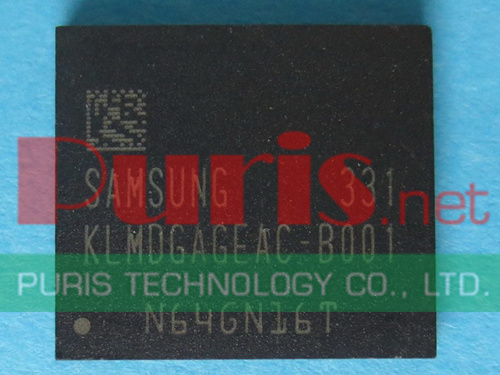 Puris.net
SAMSUNG 331
KLMDGAGEAC-B001
PURIS TECHNOLOGY CO., LTD.
N64GN16T